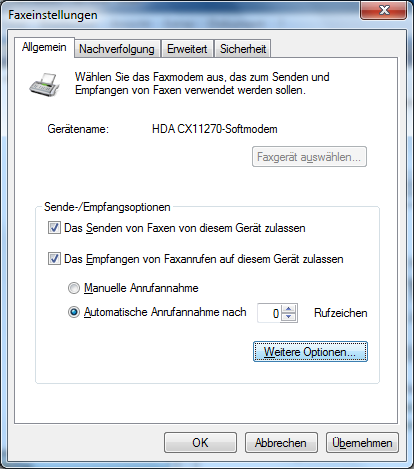 Faxeinstellungen
Allgemein Nachverfolgung Erweitert Sicherheit
Wählen Sie das Faxmodem aus, das zum Senden und
Empfangen von Faxen verwendet werden sollen.
Gerätename: HDA CX11270-Softmodem
Faxgerät auswählen...
Sende-/Empfangsoptionen
Das Senden von Faxen von diesem Gerät zulassen
Das Empfangen von Faxanrufen auf diesem Gerät zulassen
Manuelle Anrufannahme
Automatische Anrufannahme nach 0 Rufzeichen
Weitere Optionen...
OK Abbrechen Übernehmen